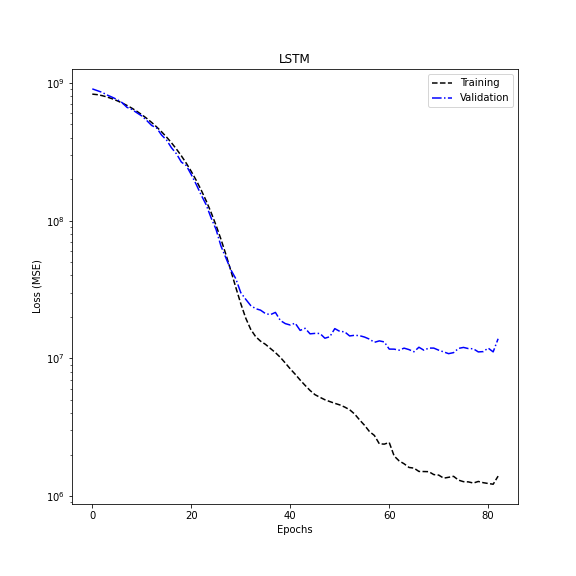 LSTM
Training
Validation
10⁹
10⁸
10⁷
10⁶
Loss (MSE)
0 20 40 60 80
Epochs